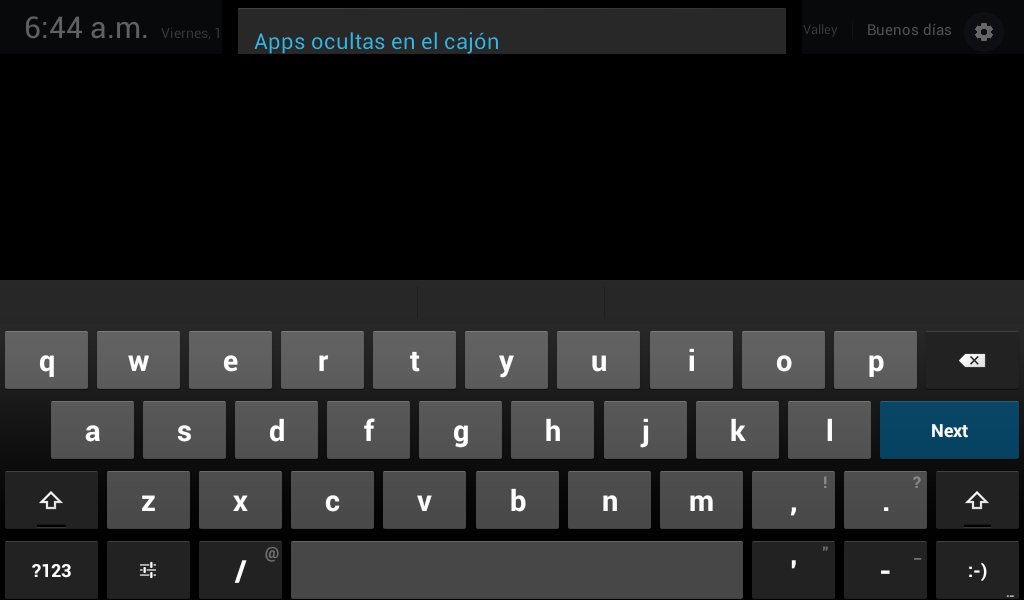 6:44 a.m. Viernes, 1
Apps ocultas en el cajón
Valley
Buenos días
q w e r t y u i o p
a s d f g h j k l Next
z x c v b n m ! , ? .
?123 @ / " ' _ - :-)